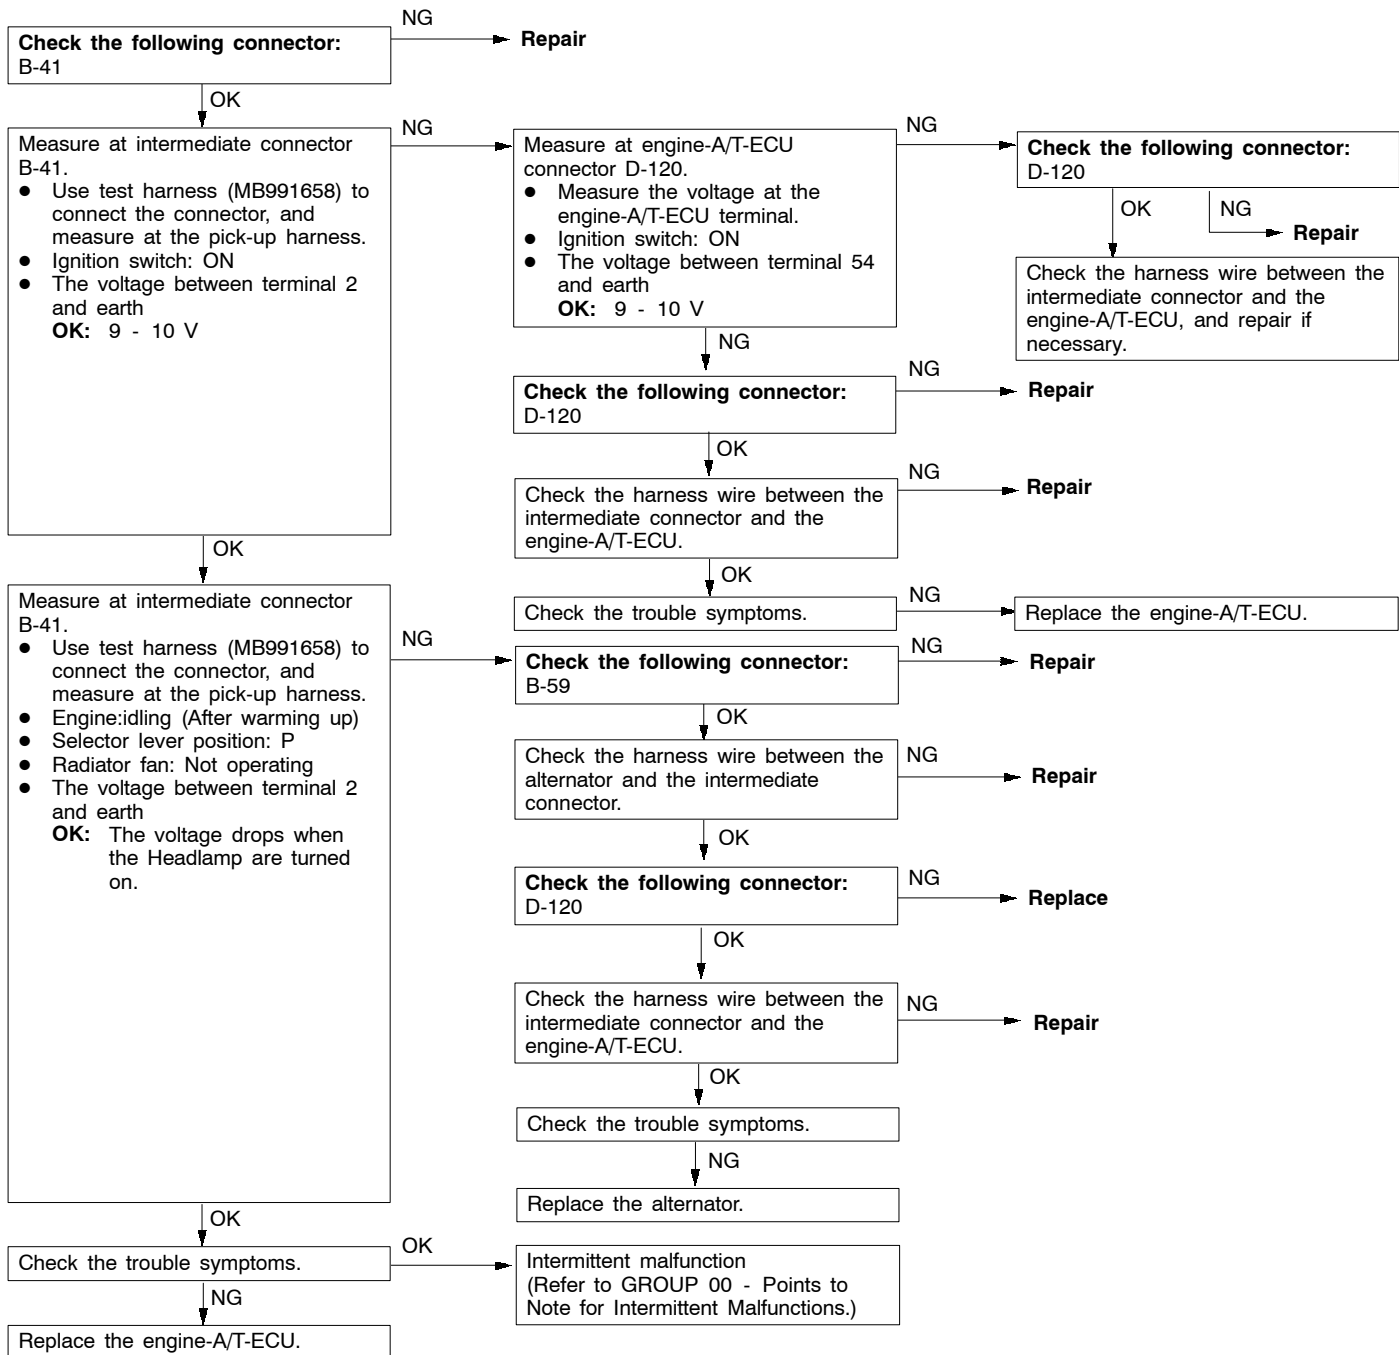 Check the following connector:
B-41
NG
Repair
OK
Measure at intermediate connector
B-41.
● Use test harness (MB991658) to
connect the connector, and
measure at the pick-up harness.
● Ignition switch: ON
● The voltage between terminal 2
and earth
OK: 9 - 10 V
NG
Measure at engine-A/T-ECU
connector D-120.
● Measure the voltage at the
engine-A/T-ECU terminal.
● Ignition switch: ON
● The voltage between terminal 54
and earth
OK: 9 - 10 V
NG
Check the following connector:
D-120
OK
NG
Repair
Check the harness wire between the
intermediate connector and the
engine-A/T-ECU, and repair if
necessary.
NG
Check the following connector:
D-120
NG
Repair
OK
Check the harness wire between the
intermediate connector and the
engine-A/T-ECU.
NG
Repair
OK
Check the trouble symptoms.
NG
Replace the engine-A/T-ECU.
OK
Measure at intermediate connector
B-41.
● Use test harness (MB991658) to
connect the connector, and
measure at the pick-up harness.
● Engine:idling (After warming up)
● Selector lever position: P
● Radiator fan: Not operating
● The voltage between terminal 2
and earth
OK: The voltage drops when
the Headlamp are turned
on.
NG
Check the following connector:
B-59
NG
Repair
OK
Check the harness wire between the
alternator and the intermediate
connector.
NG
Repair
OK
Check the following connector:
D-120
NG
Replace
OK
Check the harness wire between the
intermediate connector and the
engine-A/T-ECU.
NG
Repair
OK
Check the trouble symptoms.
NG
Replace the alternator.
OK
Check the trouble symptoms.
OK
Intermittent malfunction
(Refer to GROUP 00 - Points to
Note for Intermittent Malfunctions.)
NG
Replace the engine-A/T-ECU.